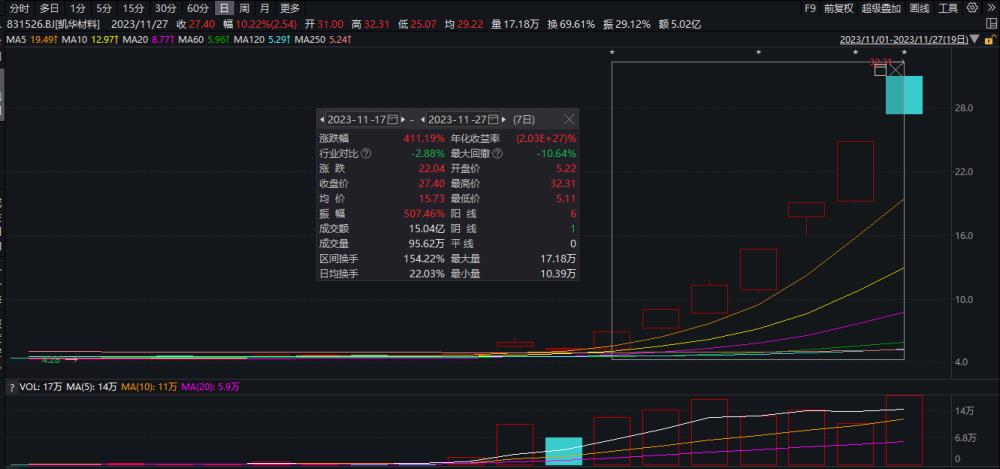 分时 多日 1分 5分 15分 30分 60分 日 周 月 更多 F9 前复权 超级叠加 画线 工具
831526.BJ[凯华材料] 2023/11/27 收 27.40 幅 10.22%(2.54) 开 31.00 高 32.31 低 25.07 均 29.22 量 17.18万 换 69.61% 振 29.12% 额 5.02亿
MA5 19.49↑ MA10 12.97↑ MA20 8.77↑ MA60 5.96↑ MA120 5.29↑ MA250 5.24↑ 2023/11/01-2023/11/27(19日)
32.31
28.0
2023-11-17 - 2023-11-27 (7日)
涨跌幅 411.19% 年化收益率 (2.03E+27)%
行业对比 ? -2.88% 最大回撤 ? -10.64%
涨 跌 22.04 开盘价 5.22
22.0
收盘价 27.40 最高价 32.31
均 价 15.73 最低价 5.11
振 幅 507.46% 阳 线 6
成交额 15.04亿 阴 线 1
16.0
成交量 95.62万 平 线 0
区间换手 154.22% 最大量 17.18万
日均换手 22.03% 最小量 10.39万
10.0
4.28
4.0
? VOL: 17万 MA(5): 14万 MA(10): 11万 MA(20): 5.9万
14万
6.8万
0